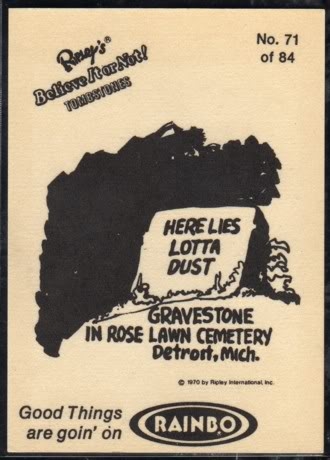 Ripley's®
Believe It or Not!
TOMBSTONES
No. 71
of 84
HERE LIES
LOTTA
DUST
GRAVESTONE
IN ROSE LAWN CEMETERY
Detroit, Mich.
© 1970 by Ripley International, Inc.
Good Things
are goin' on
RAINBO®